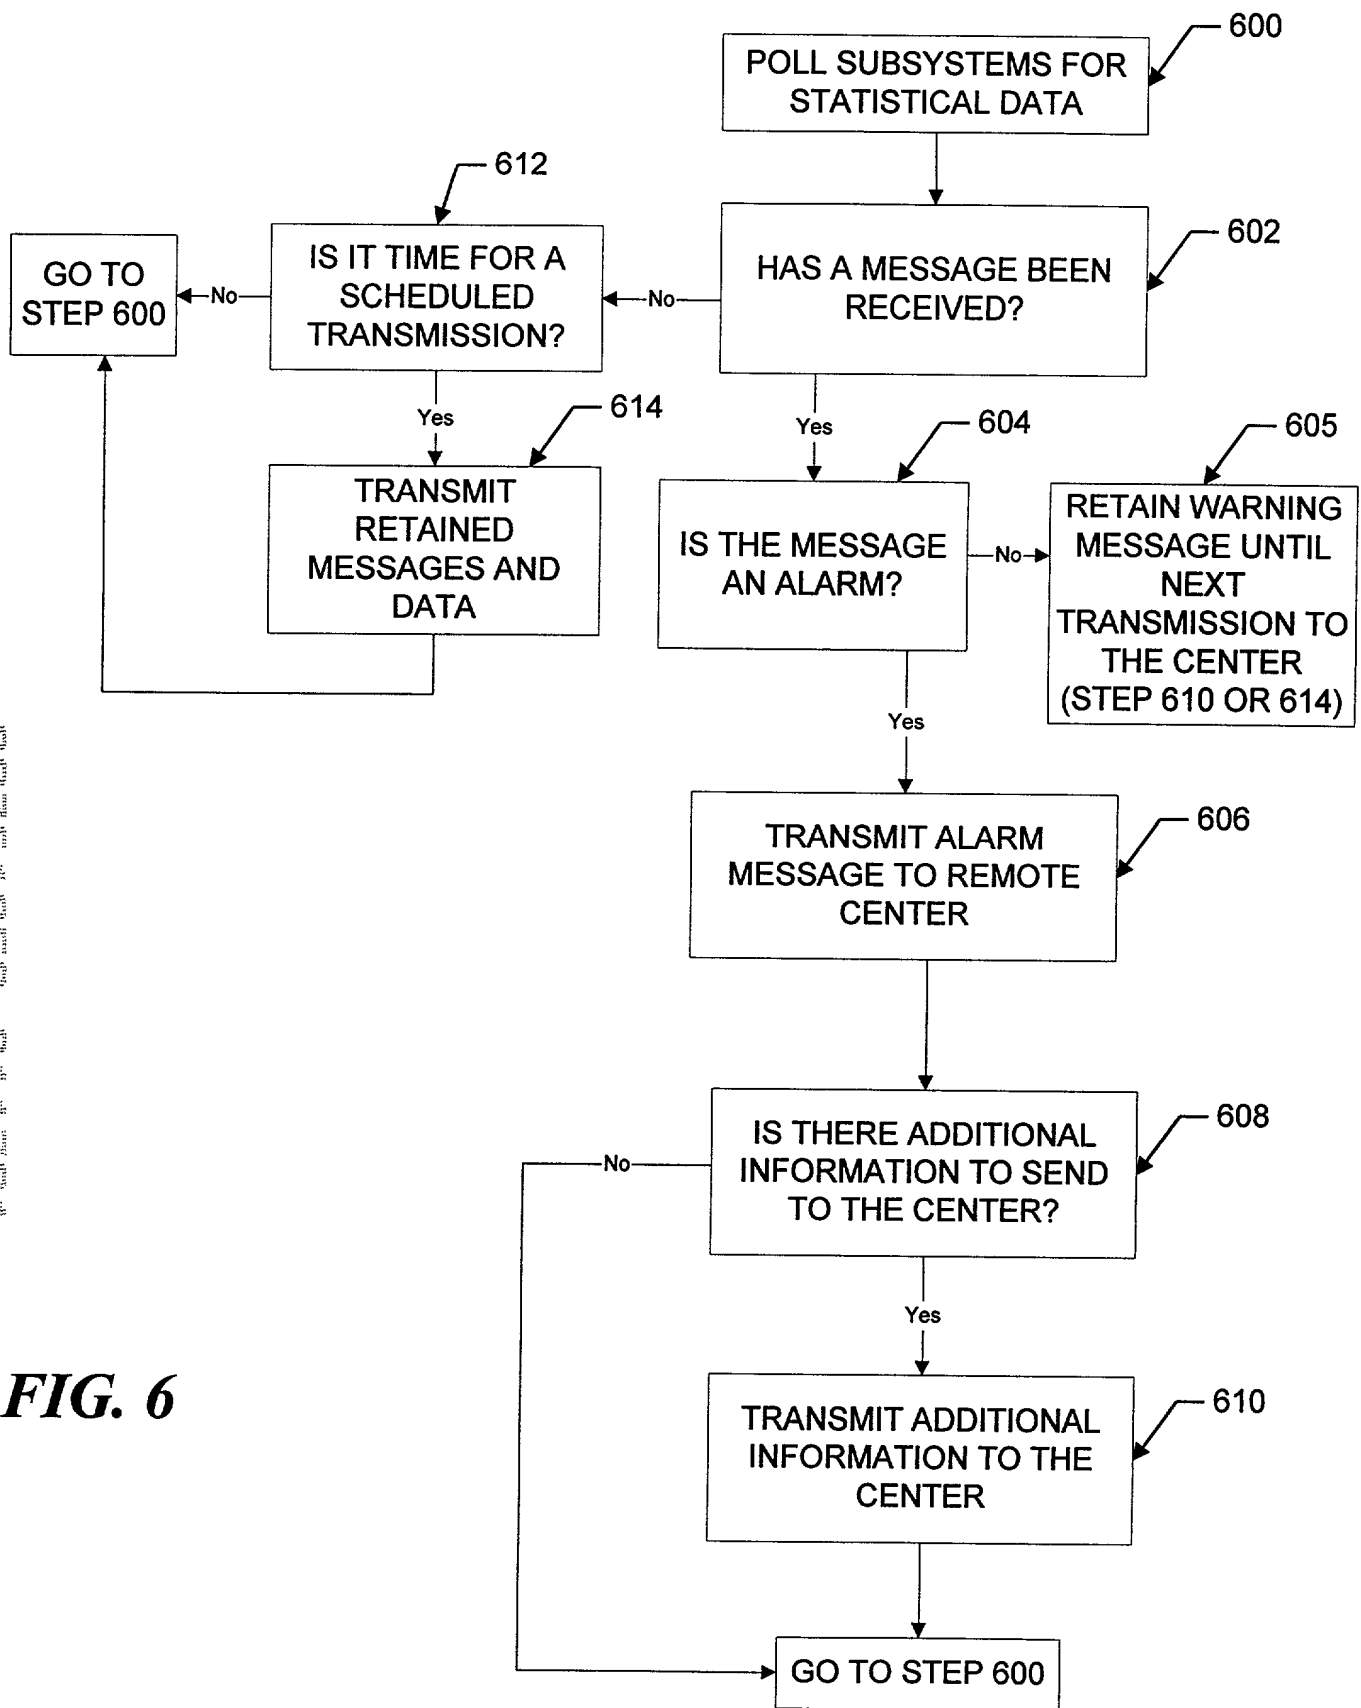 600
POLL SUBSYSTEMS FOR
STATISTICAL DATA
612
602
GO TO
STEP 600
No
IS IT TIME FOR A
SCHEDULED
TRANSMISSION?
No
HAS A MESSAGE BEEN
RECEIVED?
Yes
614
Yes
604
605
TRANSMIT
RETAINED
MESSAGES AND
DATA
IS THE MESSAGE
AN ALARM?
No
RETAIN WARNING
MESSAGE UNTIL
NEXT
TRANSMISSION TO
THE CENTER
(STEP 610 OR 614)
Yes
606
TRANSMIT ALARM
MESSAGE TO REMOTE
CENTER
608
IS THERE ADDITIONAL
INFORMATION TO SEND
TO THE CENTER?
No
Yes
FIG. 6
610
TRANSMIT ADDITIONAL
INFORMATION TO THE
CENTER
GO TO STEP 600